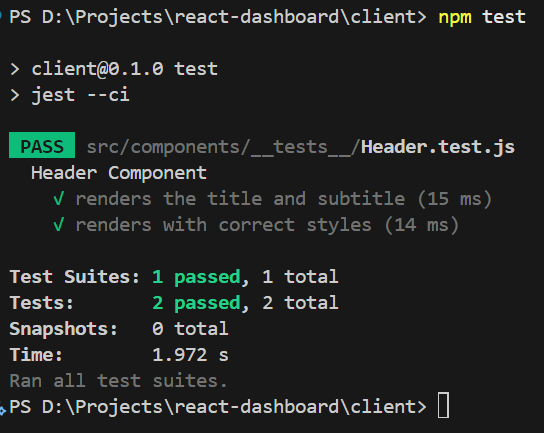 PS D:\Projects\react-dashboard\client> npm test
> client@0.1.0 test
> jest --ci
PASS src/components/__tests__/Header.test.js
Header Component
√ renders the title and subtitle (15 ms)
√ renders with correct styles (14 ms)
Test Suites: 1 passed, 1 total
Tests: 2 passed, 2 total
Snapshots: 0 total
Time: 1.972 s
Ran all test suites.
PS D:\Projects\react-dashboard\client>